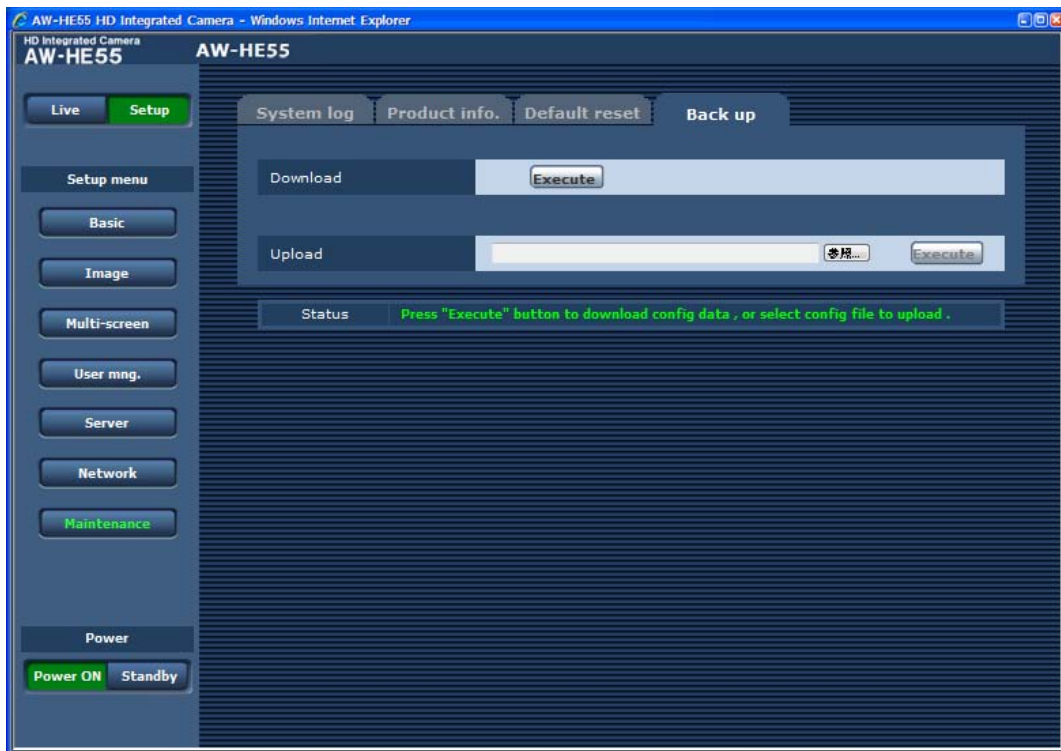 AW-HE55 HD Integrated Camera - Windows Internet Explorer
HD Integrated Camera
AW-HE55
AW-HE55
Live
Setup
System log
Product info.
Default reset
Back up
Setup menu
Basic
Image
Multi-screen
User mng.
Server
Network
Maintenance
Download
Execute
Upload
参照...
Execute
Status
Press "Execute" button to download config data , or select config file to upload .
Power
Power ON
Standby